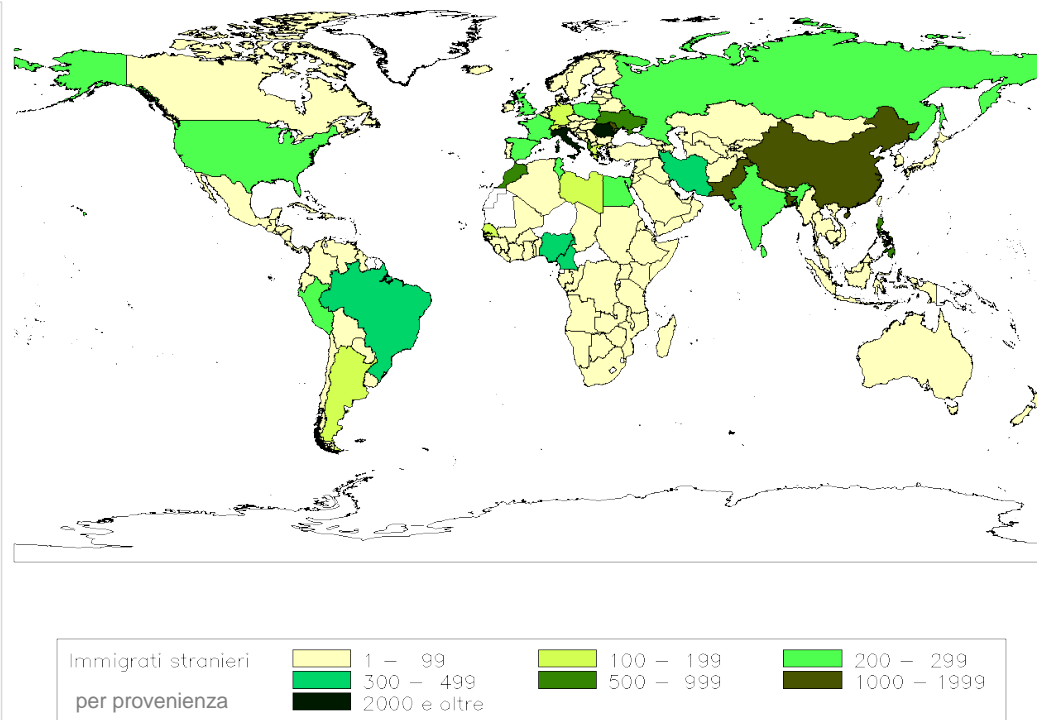 Immigrati stranieri
per provenienza
1 – 99
100 – 199
200 – 299
300 – 499
500 – 999
1000 – 1999
2000 e oltre